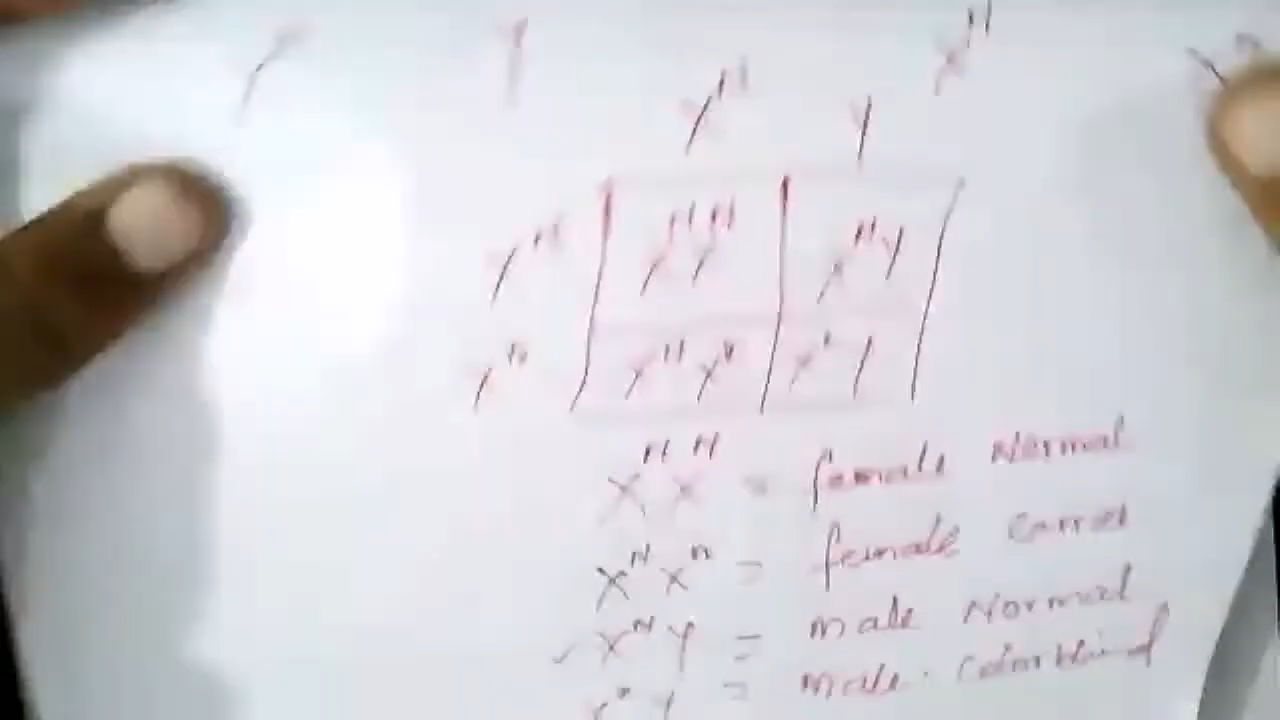 Y
X^N Y X^N
X^N X^N X^N X^N Y
X^n X^N X^n X^n Y
X^N X^N = female Normal
X^N X^n = female carrier
X^N Y = male Normal
X^n Y = male. Colorblind